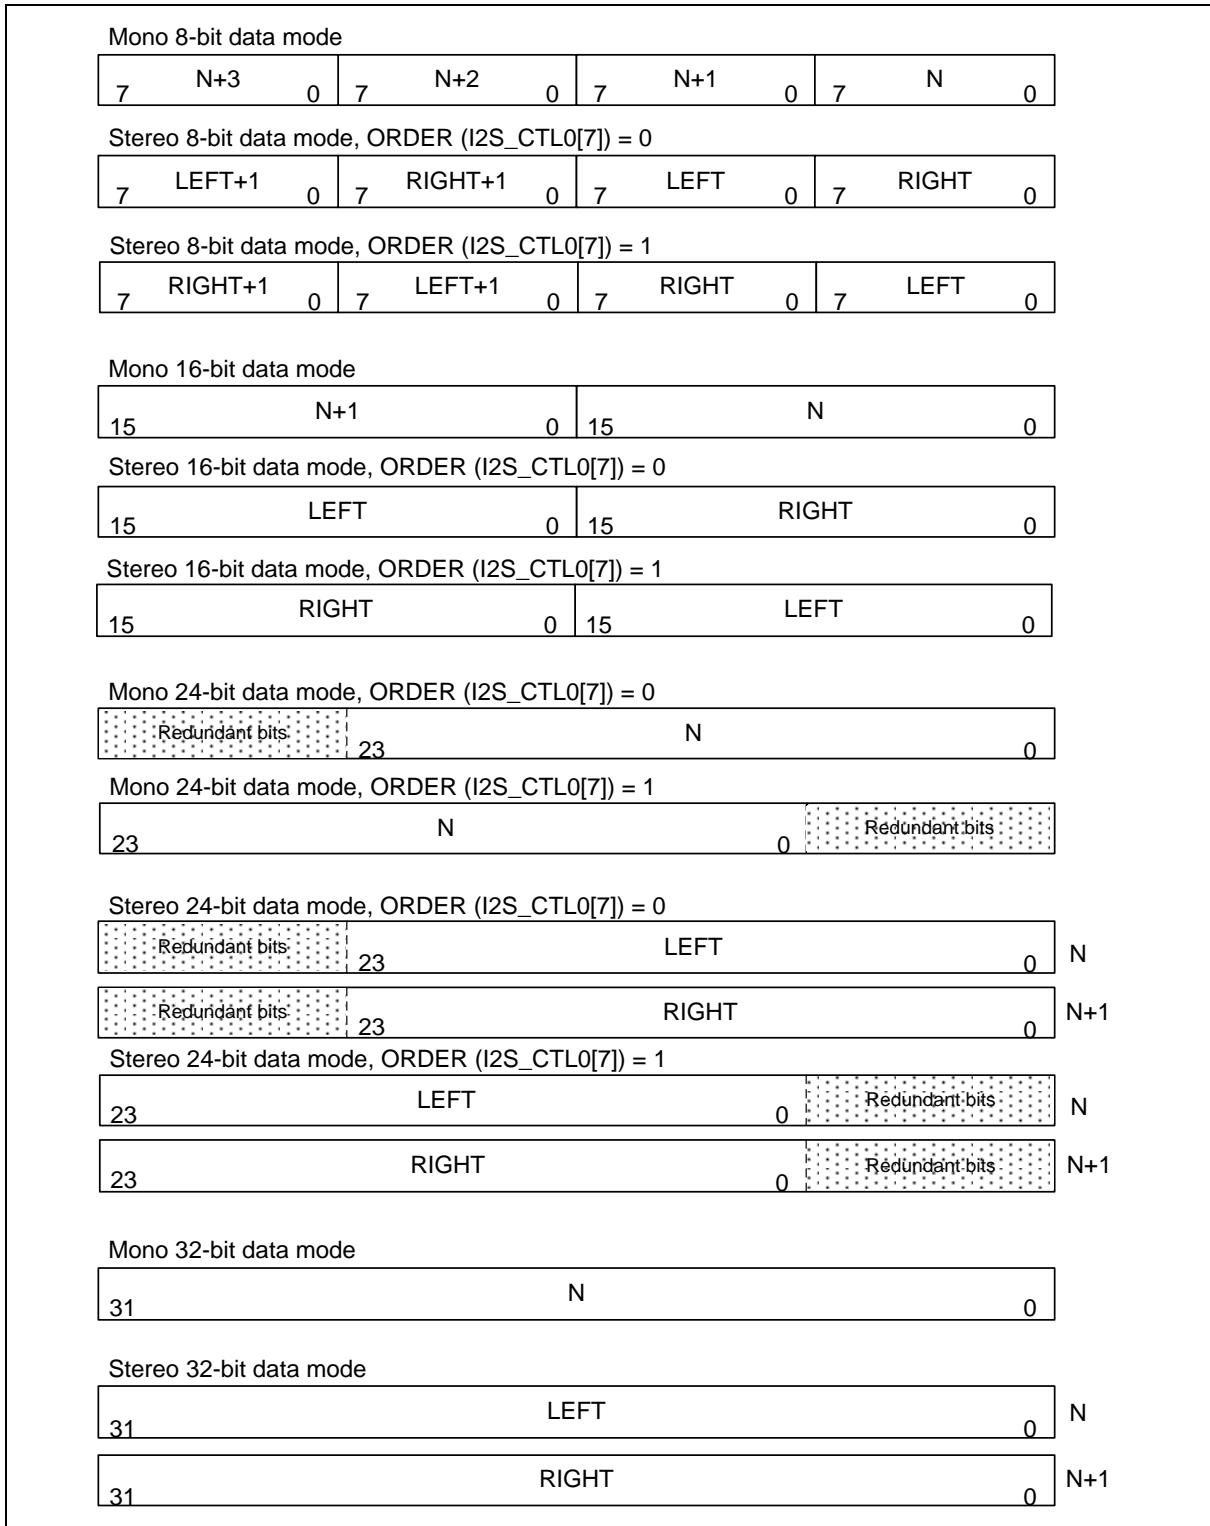 Mono 8-bit data mode
N+3 N+2 N+1 N
7 0 7 0 7 0 7 0
Stereo 8-bit data mode, ORDER (I2S_CTL0[7]) = 0
LEFT+1 RIGHT+1 LEFT RIGHT
7 0 7 0 7 0 7 0
Stereo 8-bit data mode, ORDER (I2S_CTL0[7]) = 1
RIGHT+1 LEFT+1 RIGHT LEFT
7 0 7 0 7 0 7 0
Mono 16-bit data mode
N+1 N
15 0 15 0
Stereo 16-bit data mode, ORDER (I2S_CTL0[7]) = 0
LEFT RIGHT
15 0 15 0
Stereo 16-bit data mode, ORDER (I2S_CTL0[7]) = 1
RIGHT LEFT
15 0 15 0
Mono 24-bit data mode, ORDER (I2S_CTL0[7]) = 0
Redundant bits N
23 0
Mono 24-bit data mode, ORDER (I2S_CTL0[7]) = 1
N Redundant bits
23 0
Stereo 24-bit data mode, ORDER (I2S_CTL0[7]) = 0
Redundant bits LEFT N
23 0
Redundant bits RIGHT N+1
23 0
Stereo 24-bit data mode, ORDER (I2S_CTL0[7]) = 1
LEFT Redundant bits N
23 0
RIGHT Redundant bits N+1
23 0
Mono 32-bit data mode
N
31 0
Stereo 32-bit data mode
LEFT N
31 0
RIGHT N+1
31 0